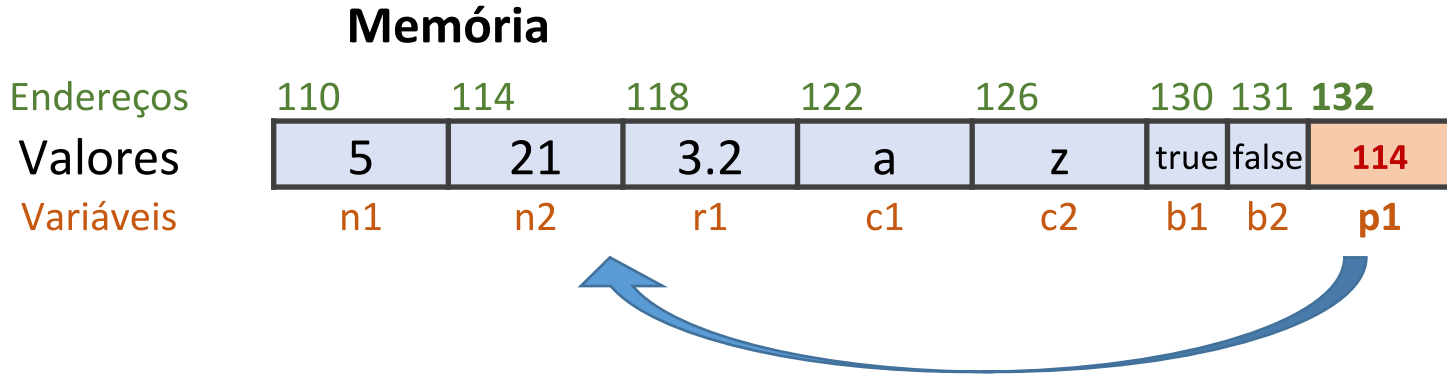 Memória
Endereços 110 114 118 122 126 130 131 132
Valores 5 21 3.2 a z true false 114
Variáveis n1 n2 r1 c1 c2 b1 b2 p1